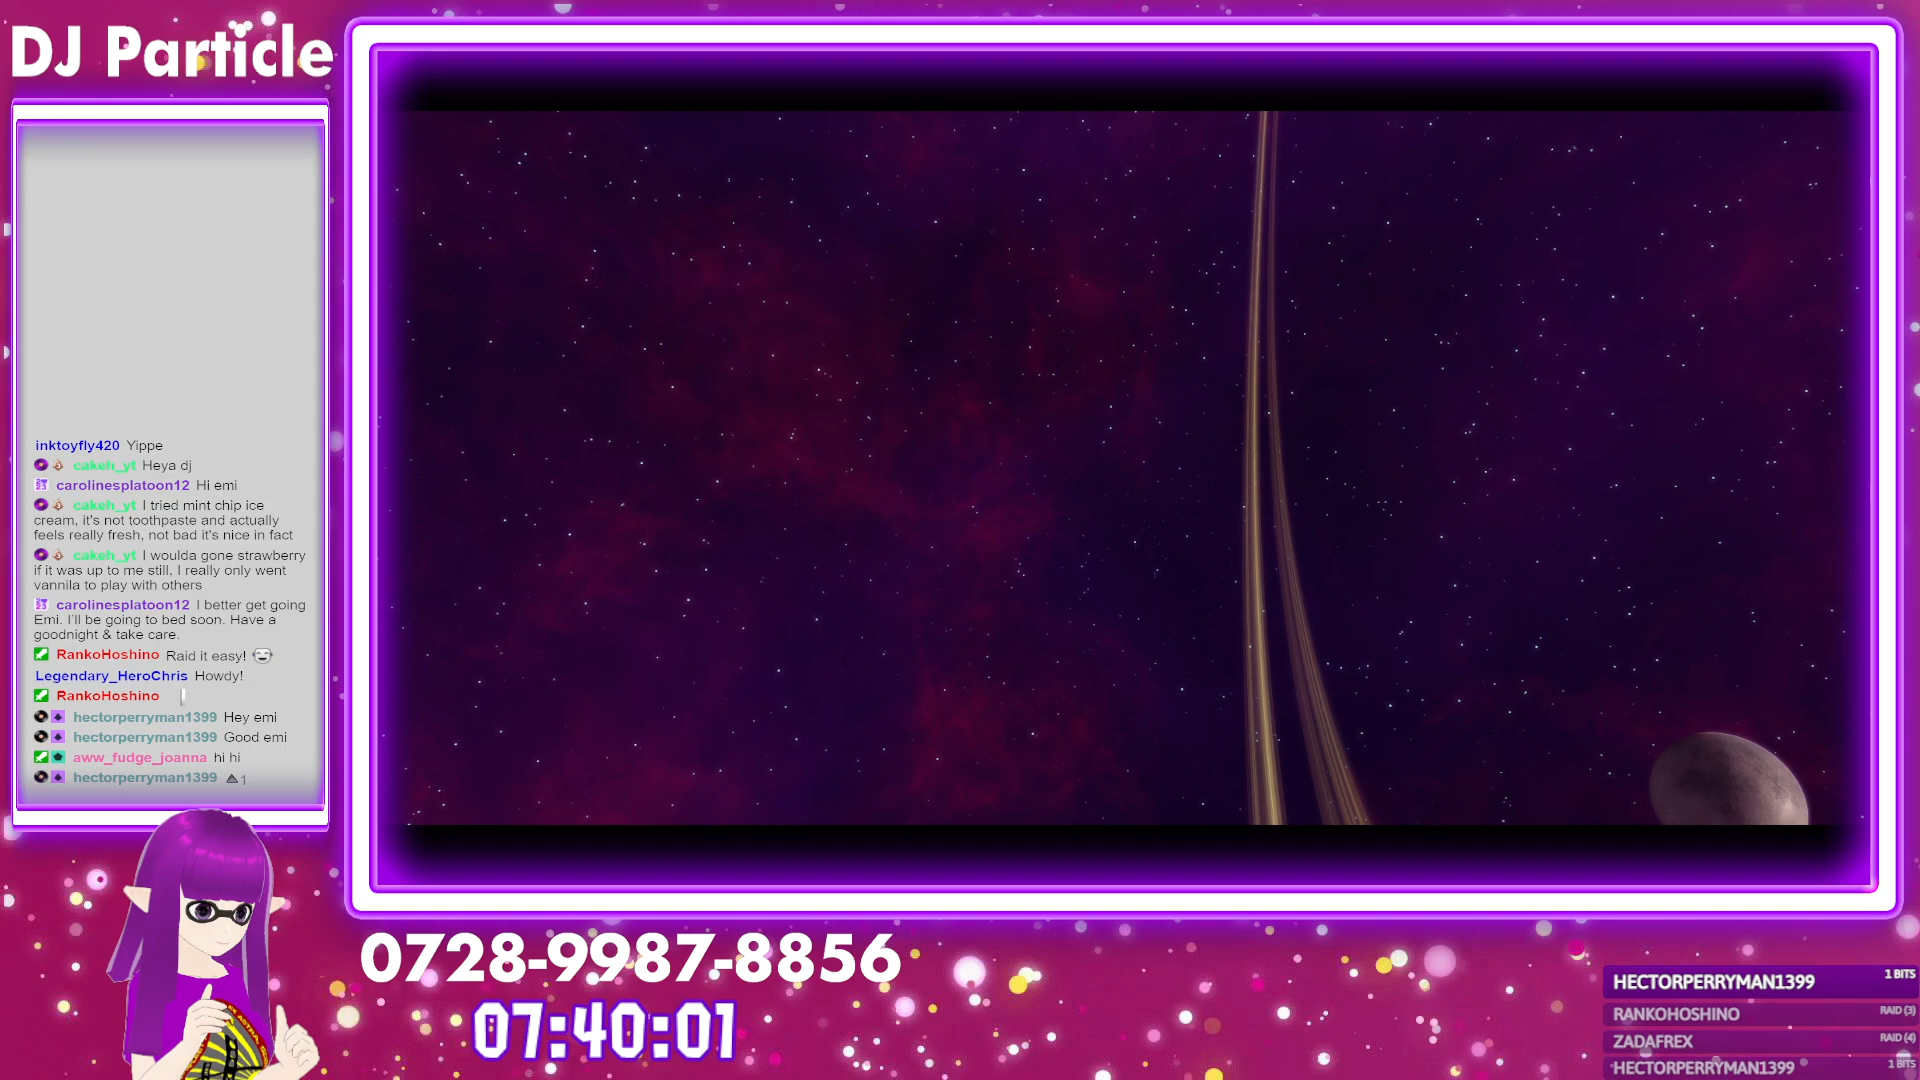 DJ Particle
inktoyfly420 Yippe
cakeh_yt Heya dj
carolinesplatoon12 Hi emi
cakeh_yt I tried mint chip ice
cream, it's not toothpaste and actually
feels really fresh, not bad it's nice in fact
cakeh_yt I woulda gone strawberry
if it was up to me still, I really only went
vannila to play with others
carolinesplatoon12 I better get going
Emi. I'll be going to bed soon. Have a
goodnight & take care.
RankoHoshino Raid it easy!
Legendary_HeroChris Howdy!
RankoHoshino
hectorperryman1399 Hey emi
hectorperryman1399 Good emi
aww_fudge_joanna hi hi
hectorperryman1399 1
0728-9987-8856
07:40:01
HECTORPERRYMAN1399 1 BITS
RANKOHOSHINO RAID (3)
ZADAFREX RAID (4)
HECTORPERRYMAN1399 1 BITS